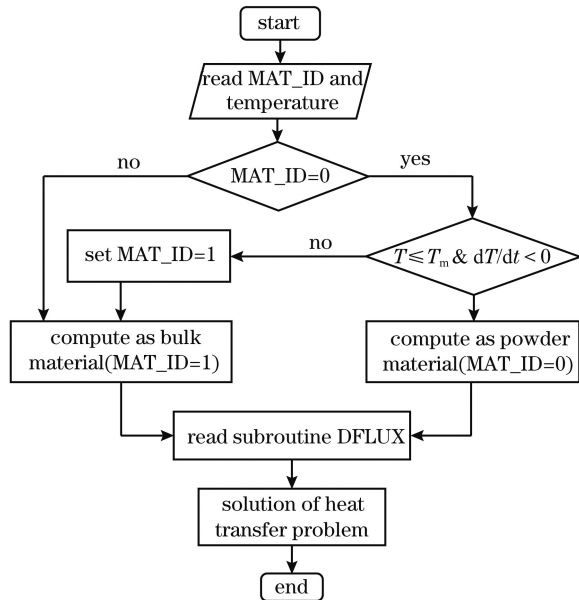 start
read MAT_ID and
temperature
no
MAT_ID=0
yes
set MAT_ID=1
no
T≤Tm & dT/dt<0
compute as bulk
material(MAT_ID=1)
compute as powder
material(MAT_ID=0)
read subroutine DFLUX
solution of heat
transfer problem
end